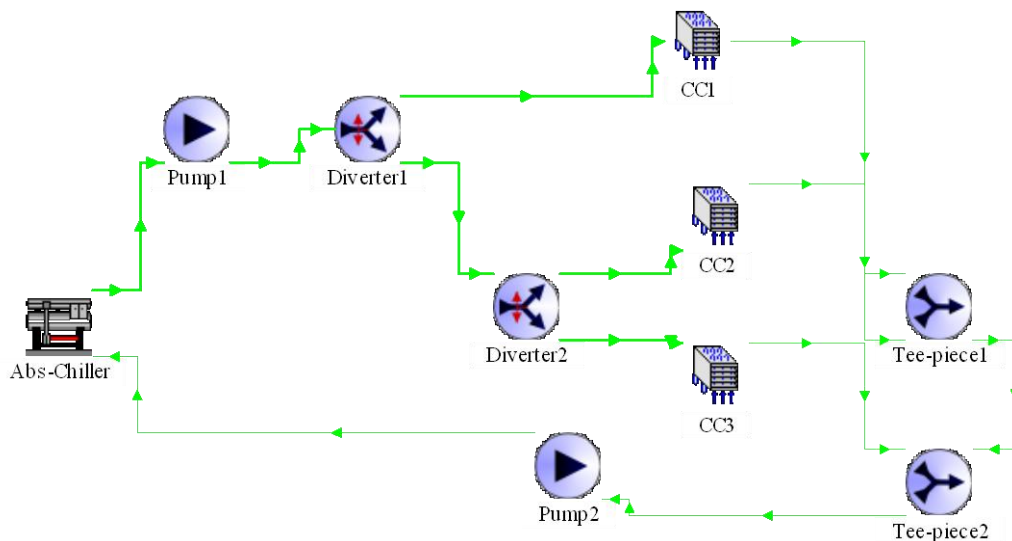 CC1
Pump1
Diverter1
CC2
Diverter2
Tee-piece1
Abs-Chiller
CC3
Pump2
Tee-piece2